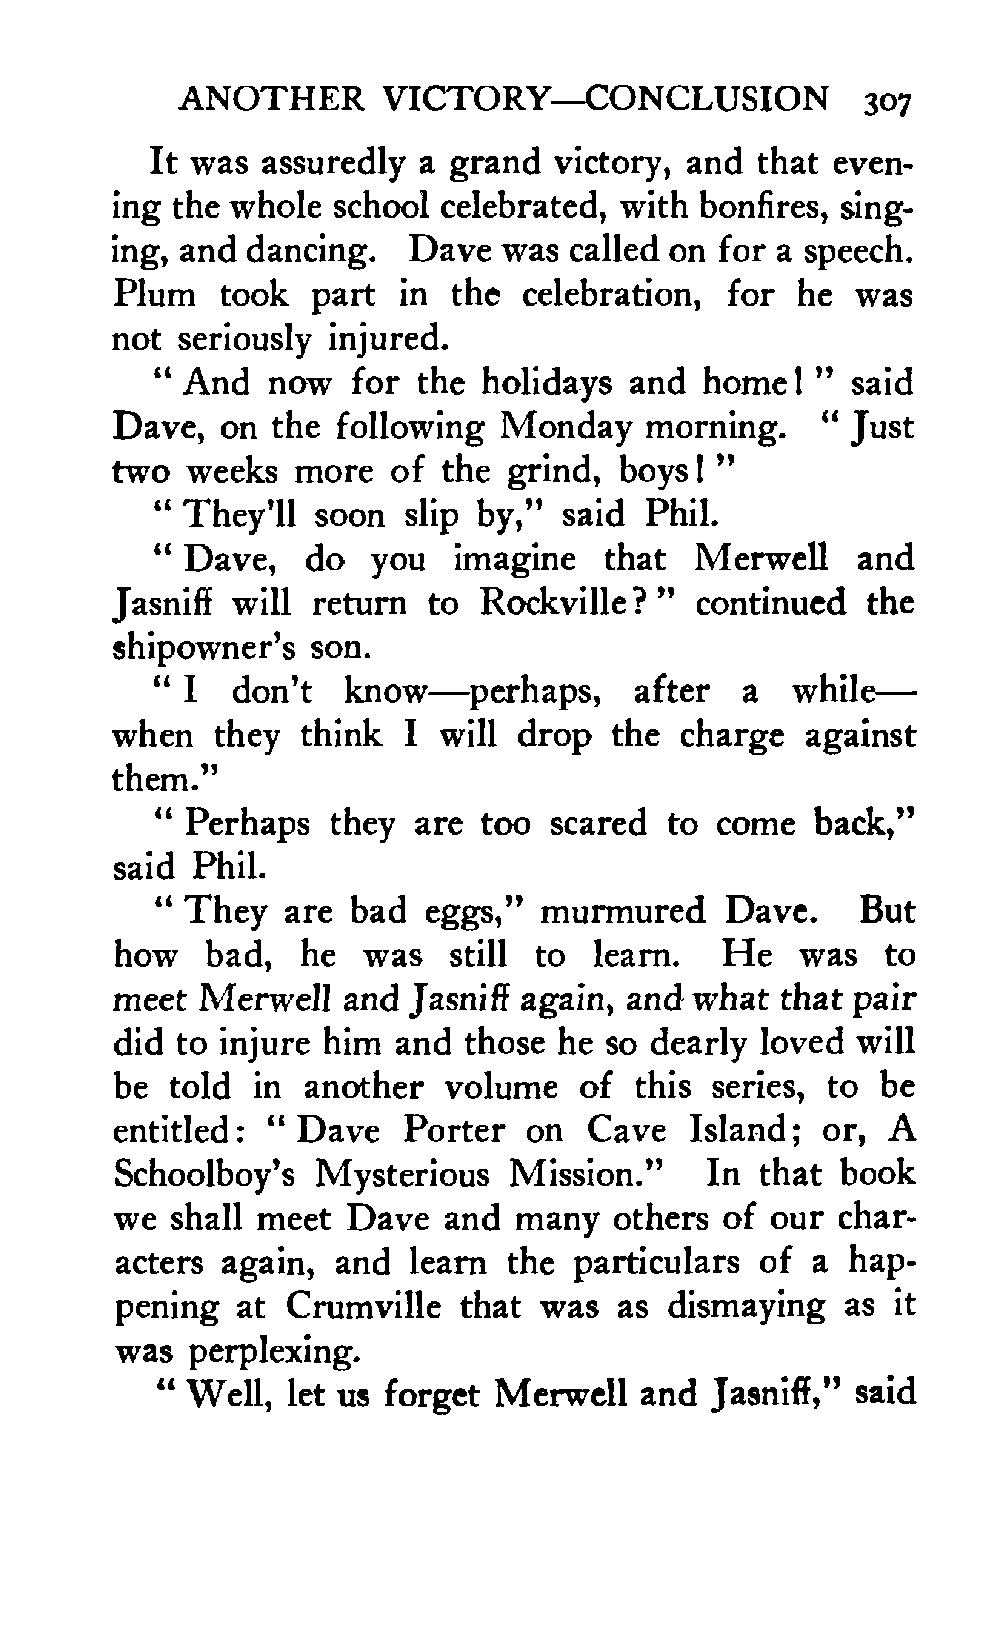 ANOTHER VICTORY—CONCLUSION 307
It was assuredly a grand victory, and that even-
ing the whole school celebrated, with bonfires, sing-
ing, and dancing. Dave was called on for a speech.
Plum took part in the celebration, for he was
not seriously injured.
“ And now for the holidays and home! ” said
Dave, on the following Monday morning. “ Just
two weeks more of the grind, boys! ”
“ They'll soon slip by,” said Phil.
“ Dave, do you imagine that Merwell and
Jasniff will return to Rockville? ” continued the
shipowner's son.
“ I don't know—perhaps, after a while—
when they think I will drop the charge against
them.”
“ Perhaps they are too scared to come back,”
said Phil.
“ They are bad eggs,” murmured Dave. But
how bad, he was still to learn. He was to
meet Merwell and Jasniff again, and what that pair
did to injure him and those he so dearly loved will
be told in another volume of this series, to be
entitled: “ Dave Porter on Cave Island; or, A
Schoolboy's Mysterious Mission.” In that book
we shall meet Dave and many others of our char-
acters again, and learn the particulars of a hap-
pening at Crumville that was as dismaying as it
was perplexing.
“ Well, let us forget Merwell and Jasniff,” said